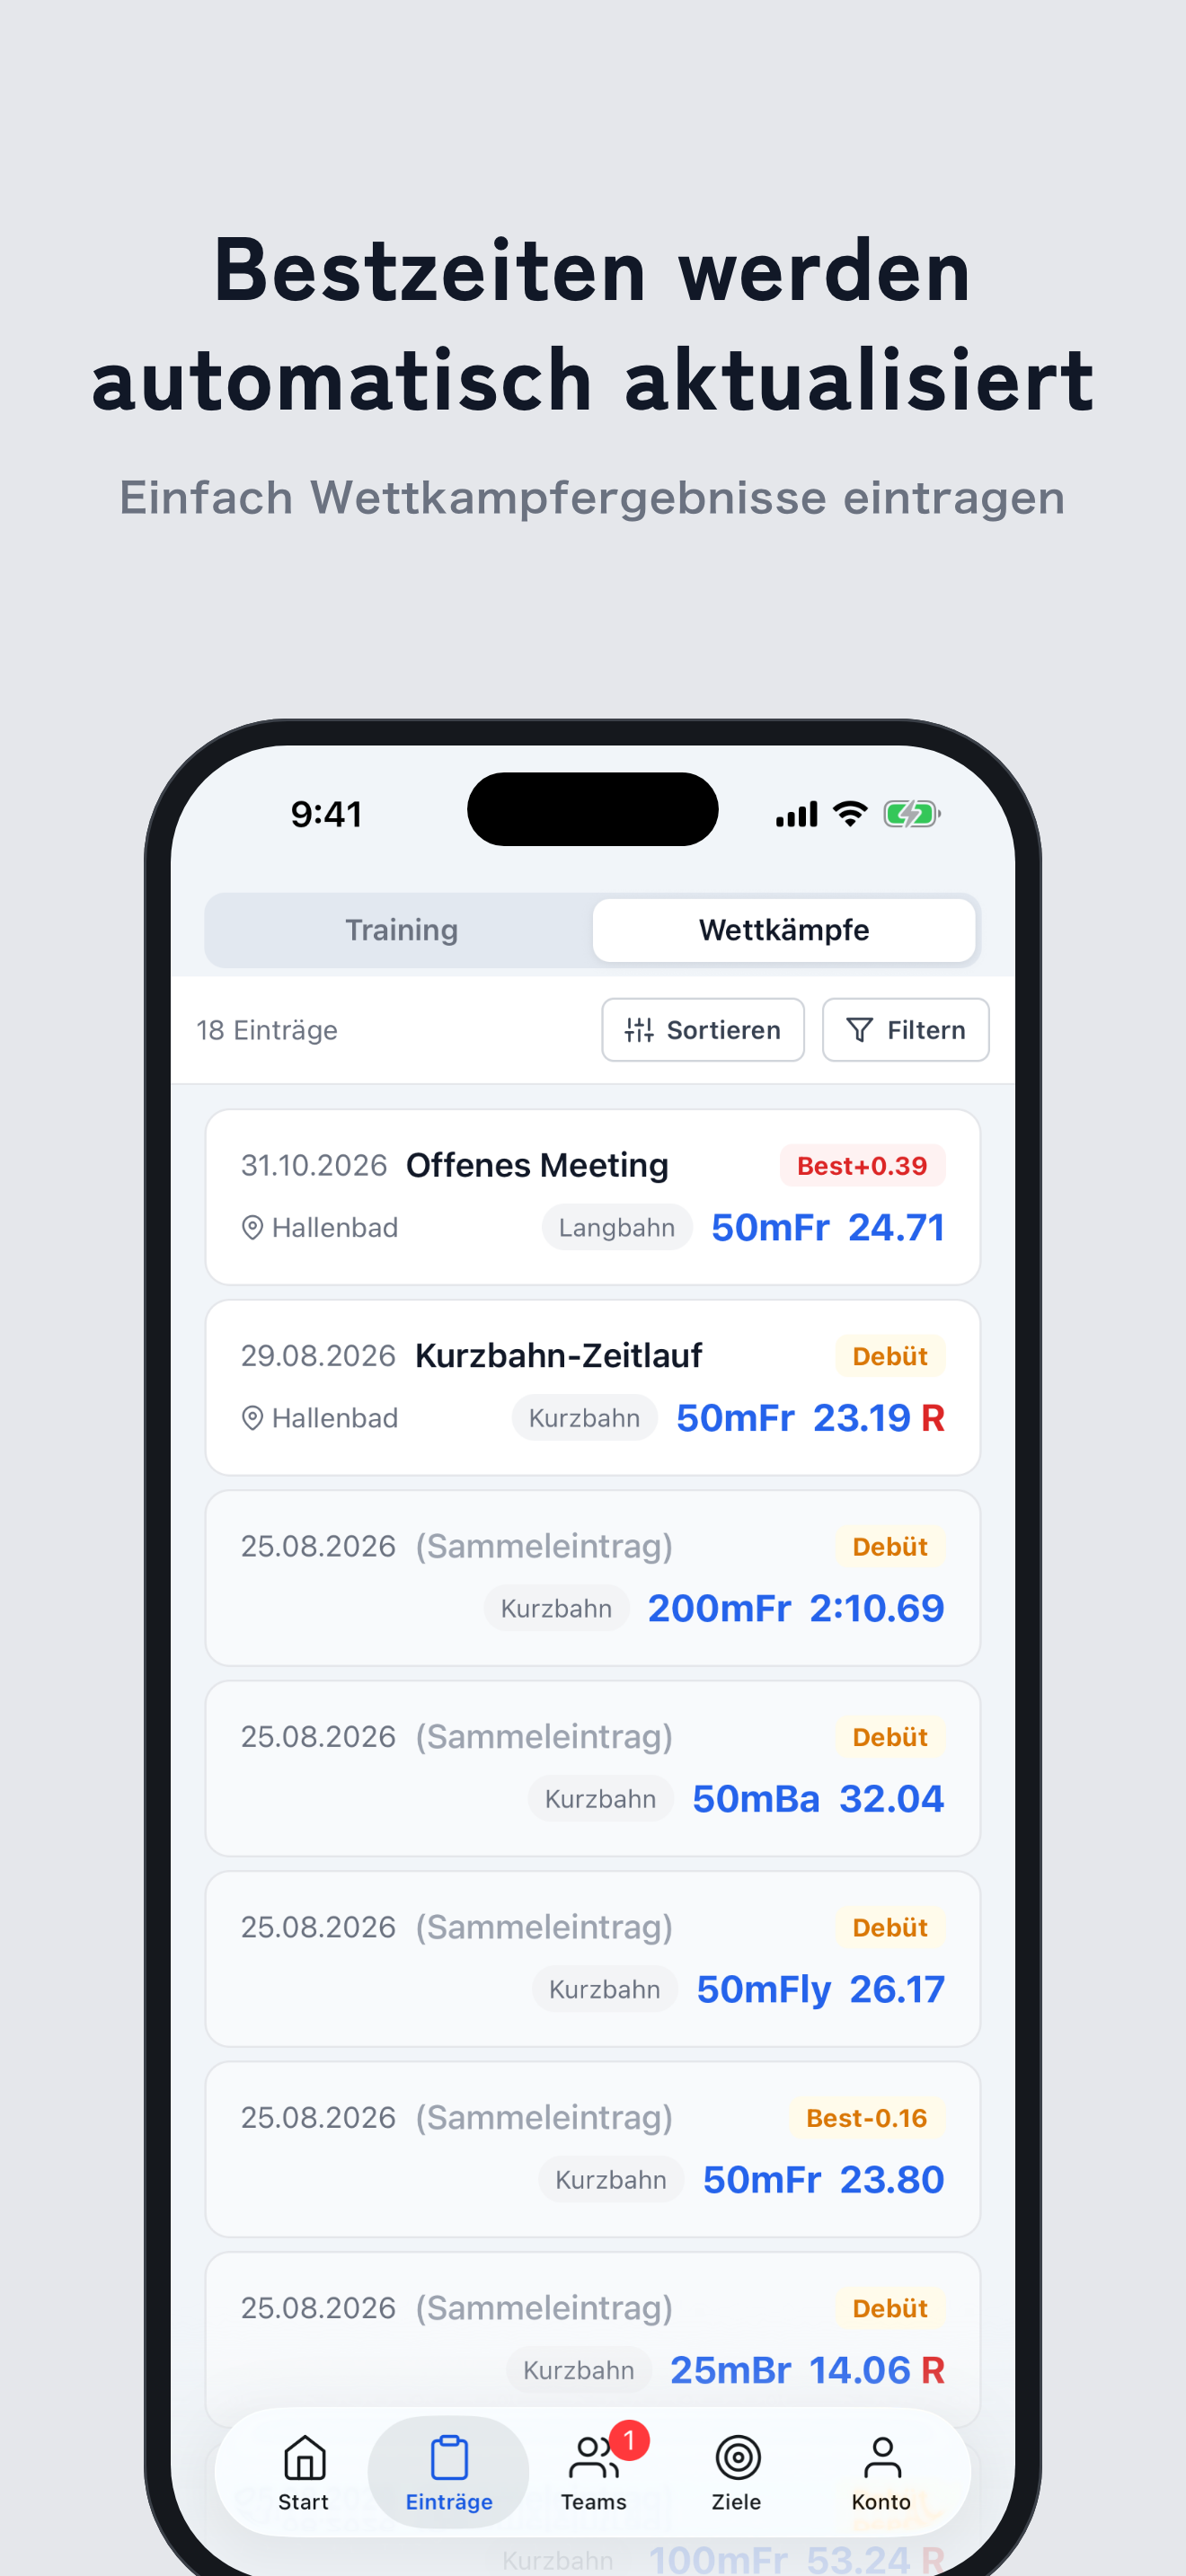 Bestzeiten werden
automatisch aktualisiert
Einfach Wettkampfergebnisse eintragen
9:41
Training Wettkämpfe
18 Einträge Sortieren Filtern
31.10.2026 Offenes Meeting Best+0.39
Hallenbad Langbahn 50mFr 24.71
29.08.2026 Kurzbahn-Zeitlauf Debüt
Hallenbad Kurzbahn 50mFr 23.19 R
25.08.2026 (Sammeleintrag) Debüt
Kurzbahn 200mFr 2:10.69
25.08.2026 (Sammeleintrag) Debüt
Kurzbahn 50mBa 32.04
25.08.2026 (Sammeleintrag) Debüt
Kurzbahn 50mFly 26.17
25.08.2026 (Sammeleintrag) Best-0.16
Kurzbahn 50mFr 23.80
25.08.2026 (Sammeleintrag) Debüt
Kurzbahn 25mBr 14.06 R
1
Start Einträge Teams Ziele Konto
Kurzbahn 100mFr 53.24 R